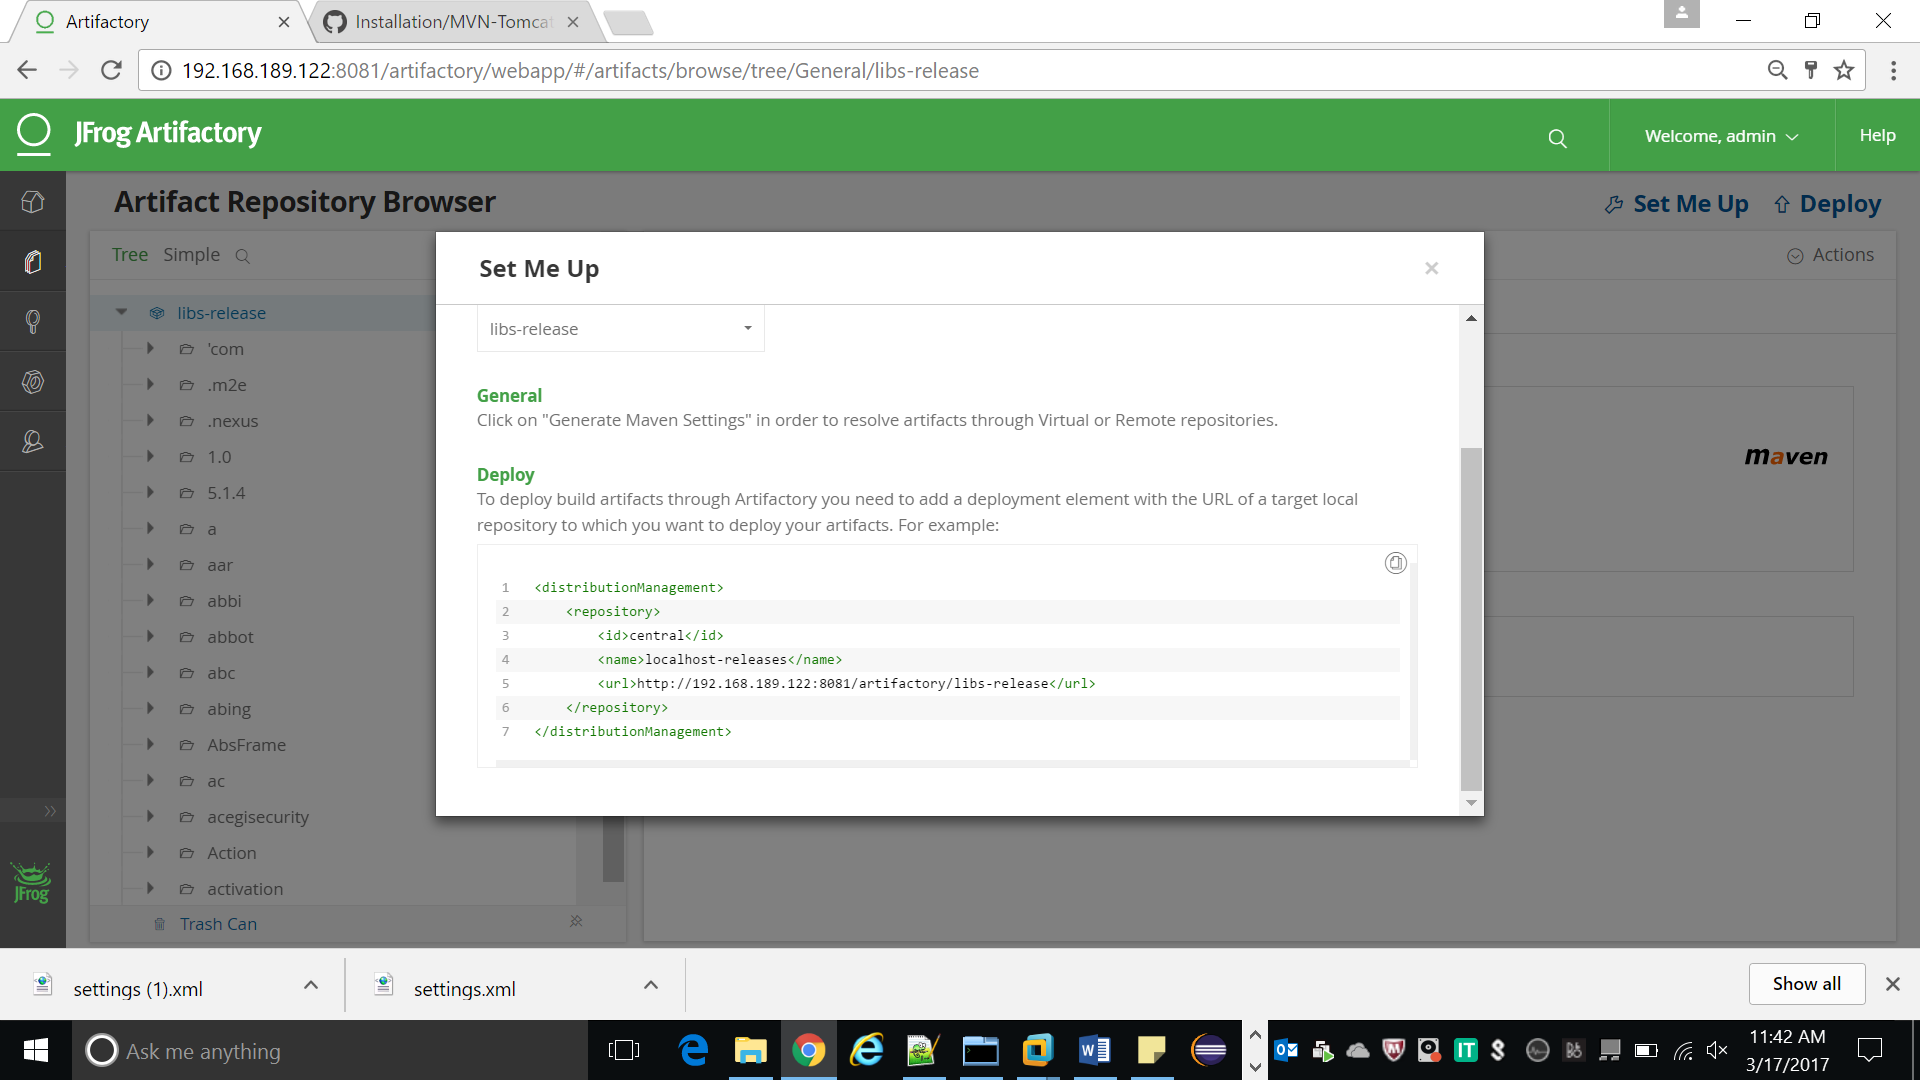 Artifactory
Installation/MVN-Tomca
192.168.189.122:8081/artifactory/webapp/#/artifacts/browse/tree/General/libs-release
JFrog Artifactory
Welcome, admin
Help
Artifact Repository Browser
Set Me Up
Deploy
Tree Simple
Actions
libs-release
'com
.m2e
.nexus
1.0
5.1.4
a
aar
abbi
abbot
abc
abing
AbsFrame
ac
acegisecurity
Action
activation
Trash Can
JFrog
maven
Set Me Up
×
libs-release
General
Click on "Generate Maven Settings" in order to resolve artifacts through Virtual or Remote repositories.
Deploy
To deploy build artifacts through Artifactory you need to add a deployment element with the URL of a target local
repository to which you want to deploy your artifacts. For example:
1 <distributionManagement>
2 <repository>
3 <id>central</id>
4 <name>localhost-releases</name>
5 <url>http://192.168.189.122:8081/artifactory/libs-release</url>
6 </repository>
7 </distributionManagement>
settings (1).xml
settings.xml
Show all
Ask me anything
11:42 AM
3/17/2017